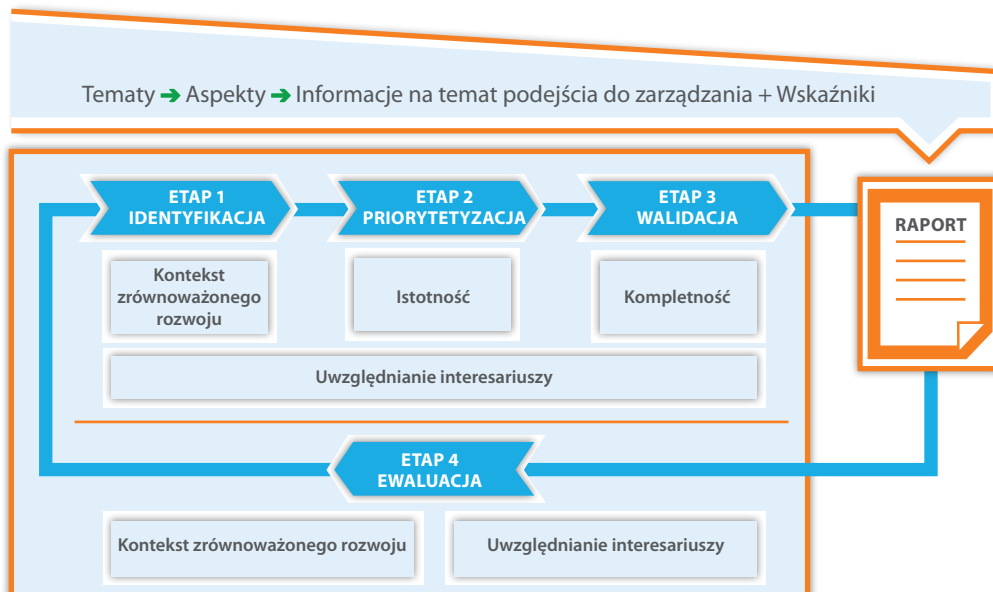 Tematy ➔ Aspekty ➔ Informacje na temat podejścia do zarządzania + Wskaźniki
ETAP 1
IDENTYFIKACJA
ETAP 2
PRIORYTETYZACJA
ETAP 3
WALIDACJA
RAPORT
Kontekst
zrównoważonego
rozwoju
Istotność
Kompletność
Uwzględnianie interesariuszy
ETAP 4
EWALUACJA
Kontekst zrównoważonego rozwoju
Uwzględnianie interesariuszy